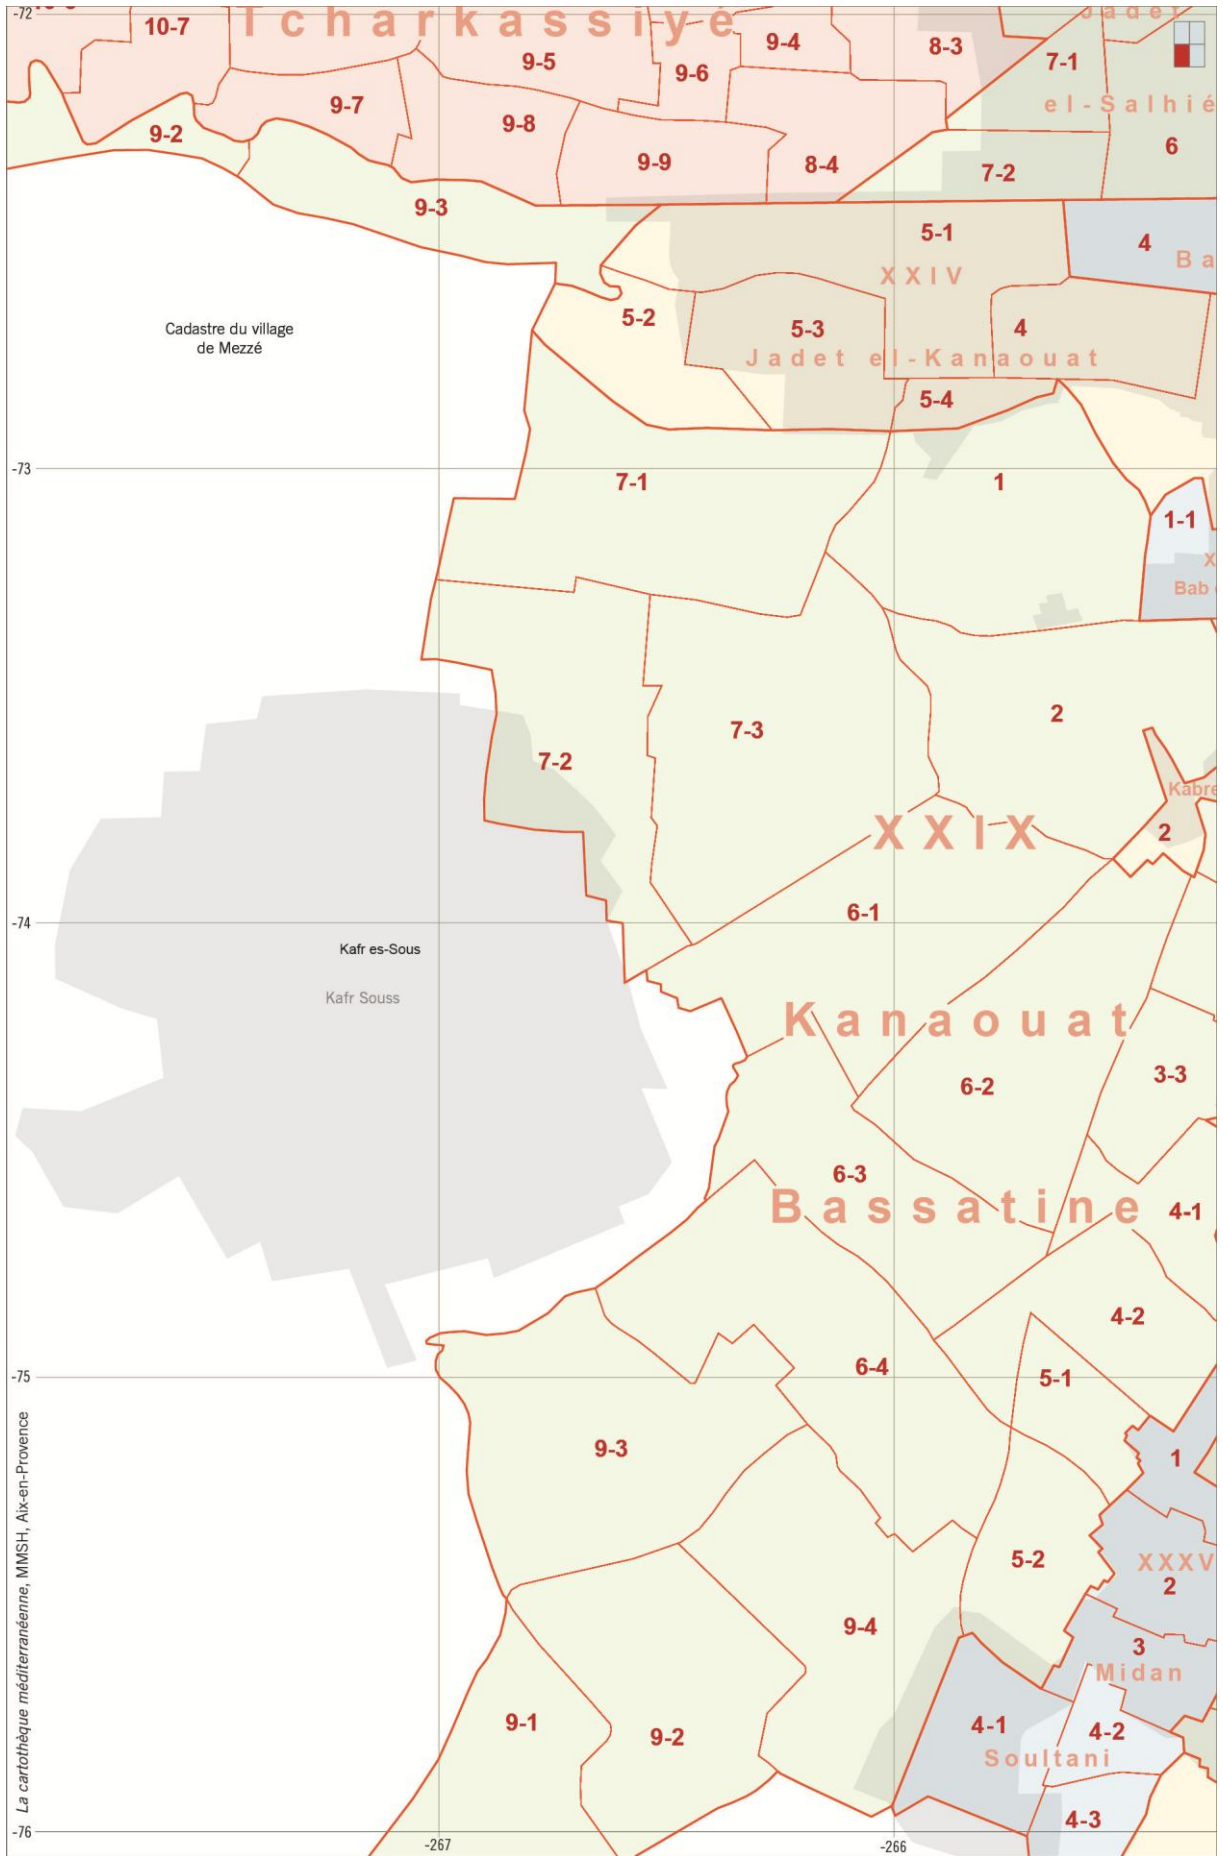 -72
10-7
Tcharkassiyé
9-5
9-6
9-4
8-3
Jadet
7-1
el-Salhié
9-2
9-7
9-8
9-9
8-4
7-2
6
9-3
5-1
4
XXIV
Ba
Cadastre du village
de Mezzé
5-2
5-3
4
Jadet el-Kanaouat
5-4
-73
7-1
1
1-1
X
Bab
7-2
7-3
2
Kabre
XXIX
2
-74
6-1
Kafr es-Sous
Kafr Souss
Kanaouat
6-2
3-3
6-3
Bassatine
4-1
4-2
-75
6-4
5-1
9-3
1
5-2
XXXV
2
9-4
3
Midan
9-1
9-2
4-1
4-2
Soultani
4-3
-76
-267
-266
La cartothèque méditerranéenne, MMSH, Aix-en-Provence